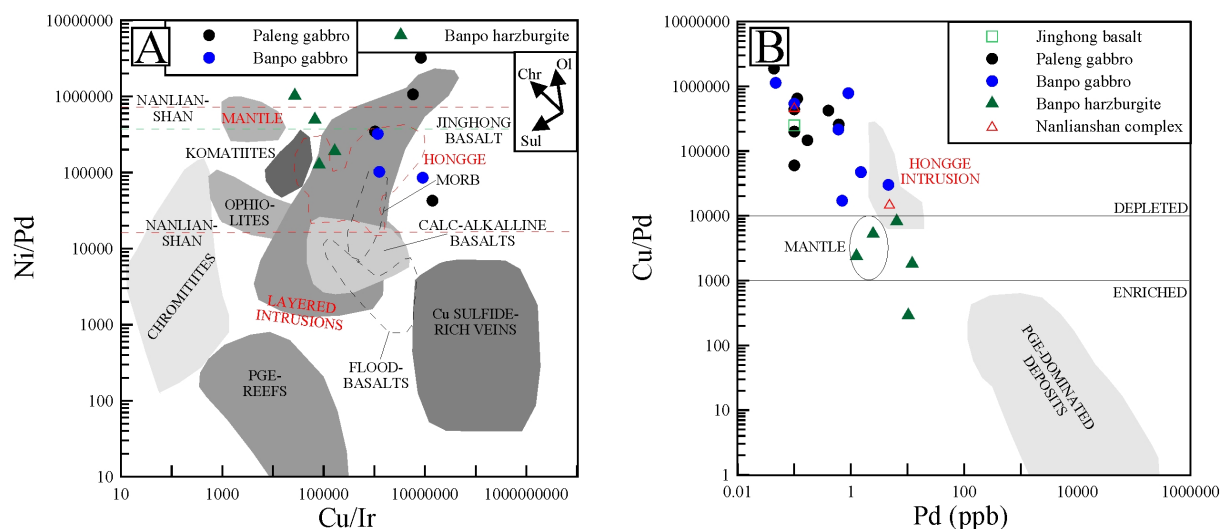 A
Paleng gabbro
Banpo harzburgite
Banpo gabbro
Chr
Ol
Sul
10000000
1000000
100000
10000
1000
100
10
Ni/Pd
NANLIAN-
SHAN
MANTLE
KOMATIITES
JINGHONG
BASALT
HONGGE
MORB
OPHIO-
LITES
NANLIAN-
SHAN
CALC-ALKALLINE
BASALTS
CHROMITIITES
LAYERED
INTRUSIONS
Cu SULFIDE-
RICH VEINS
FLOOD-
BASALTS
PGE-
REEFS
10
1000
100000
10000000
1000000000
Cu/Ir
B
Jinghong basalt
Paleng gabbro
Banpo gabbro
Banpo harzburgite
Nanlianshan complex
10000000
1000000
100000
10000
1000
100
10
1
Cu/Pd
HONGGE
INTRUSION
DEPLETED
MANTLE
ENRICHED
PGE-DOMINATED
DEPOSITS
0.01
1
100
10000
1000000
Pd (ppb)